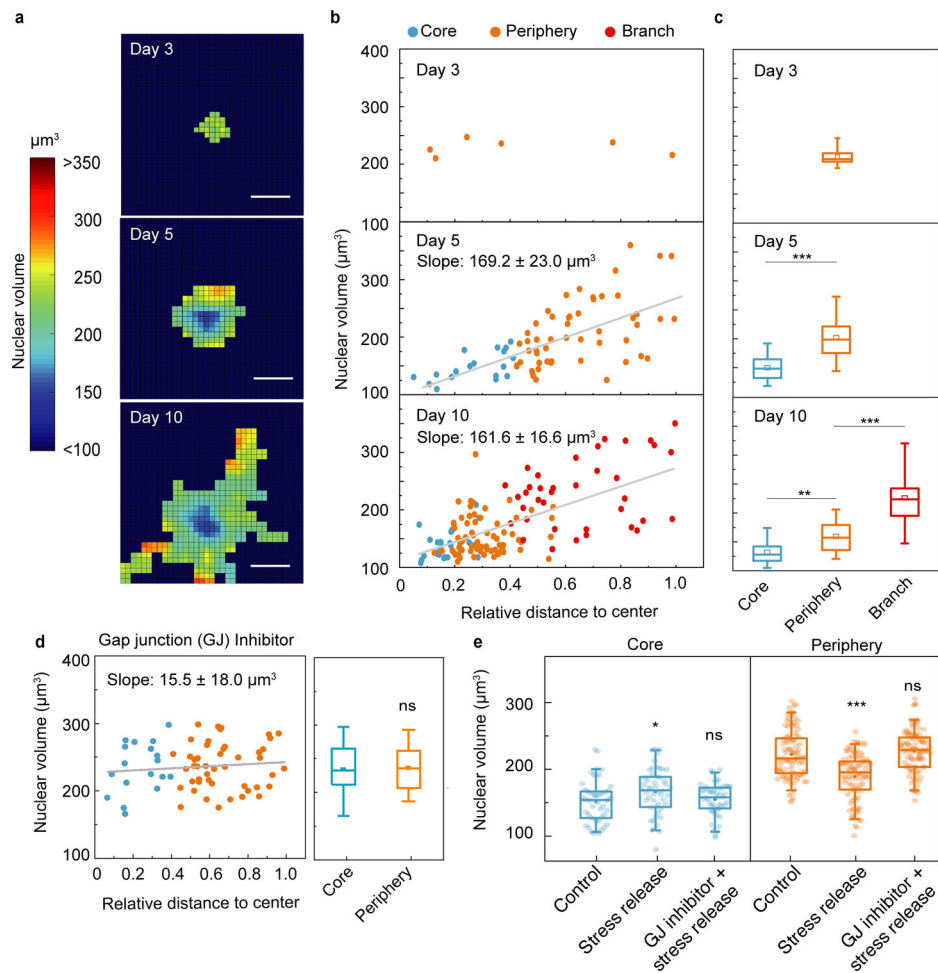 a
Day 3
µm³
>350
300
250
200
150
<100
Nuclear volume
Day 5
Day 10
b
Core
Periphery
Branch
Day 3
400
300
200
100
Day 5
Slope: 169.2 ± 23.0 µm³
300
200
100
Nuclear volume (µm³)
Day 10
Slope: 161.6 ± 16.6 µm³
300
200
100
0 0.2 0.4 0.6 0.8 1.0
Relative distance to center
c
Day 3
Day 5
***
Day 10
***
**
Core
Periphery
Branch
d
Gap junction (GJ) Inhibitor
Slope: 15.5 ± 18.0 µm³
400
300
200
100
Nuclear volume (µm³)
0.0 0.2 0.4 0.6 0.8 1.0
Relative distance to center
ns
Core
Periphery
e
Core
Periphery
400
300
200
100
Nuclear volume (µm³)
*
ns
***
ns
Control
Stress release
GJ inhibitor +
stress release
Control
Stress release
GJ inhibitor +
stress release